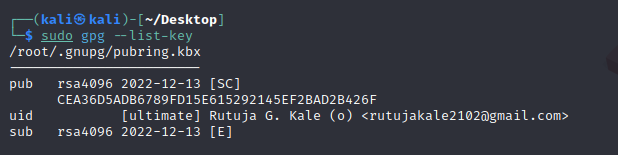 ┌──(kali㉿kali)-[~/Desktop]
└─$ sudo gpg --list-key
/root/.gnupg/pubring.kbx
------------------------
pub   rsa4096 2022-12-13 [SC]
      CEA36D5ADB6789FD15E615292145EF2BAD2B426F
uid           [ultimate] Rutuja G. Kale (o) <rutujakale2102@gmail.com>
sub   rsa4096 2022-12-13 [E]